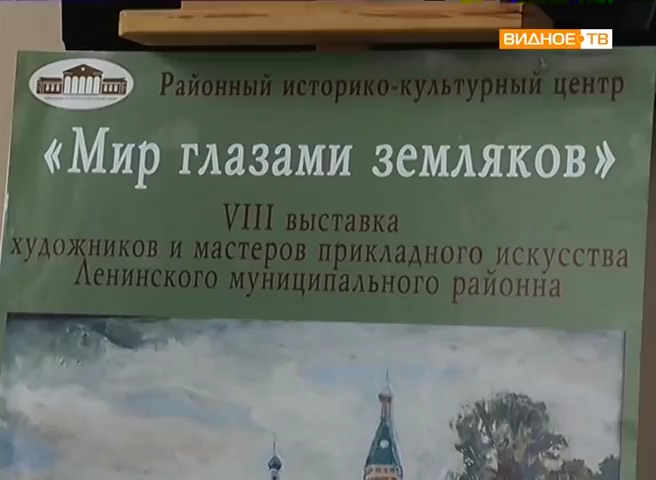 ВИДНОЕ ТВ
Районный историко-культурный центр
«Мир глазами земляков»
VIII выставка
художников и мастеров прикладного искусства
Ленинского муниципального районна